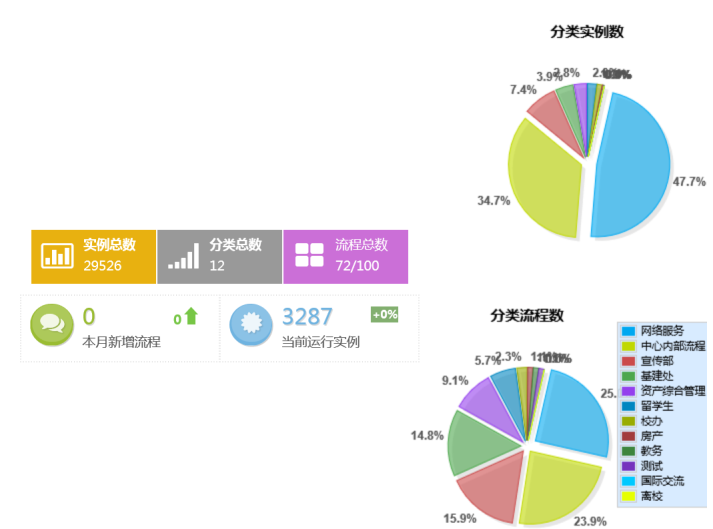 分类实例数
2.8%
3.9%
7.4%
47.7%
34.7%
实例总数
29526
分类总数
12
流程总数
72/100
0
0
本月新增流程
3287
+0%
当前运行实例
分类流程数
2.3%
5.7%
9.1%
14.8%
15.9%
23.9%
网络服务
中心内部流程
宣传部
基建处
资产综合管理
留学生
校办
房产
教务
测试
国际交流
离校